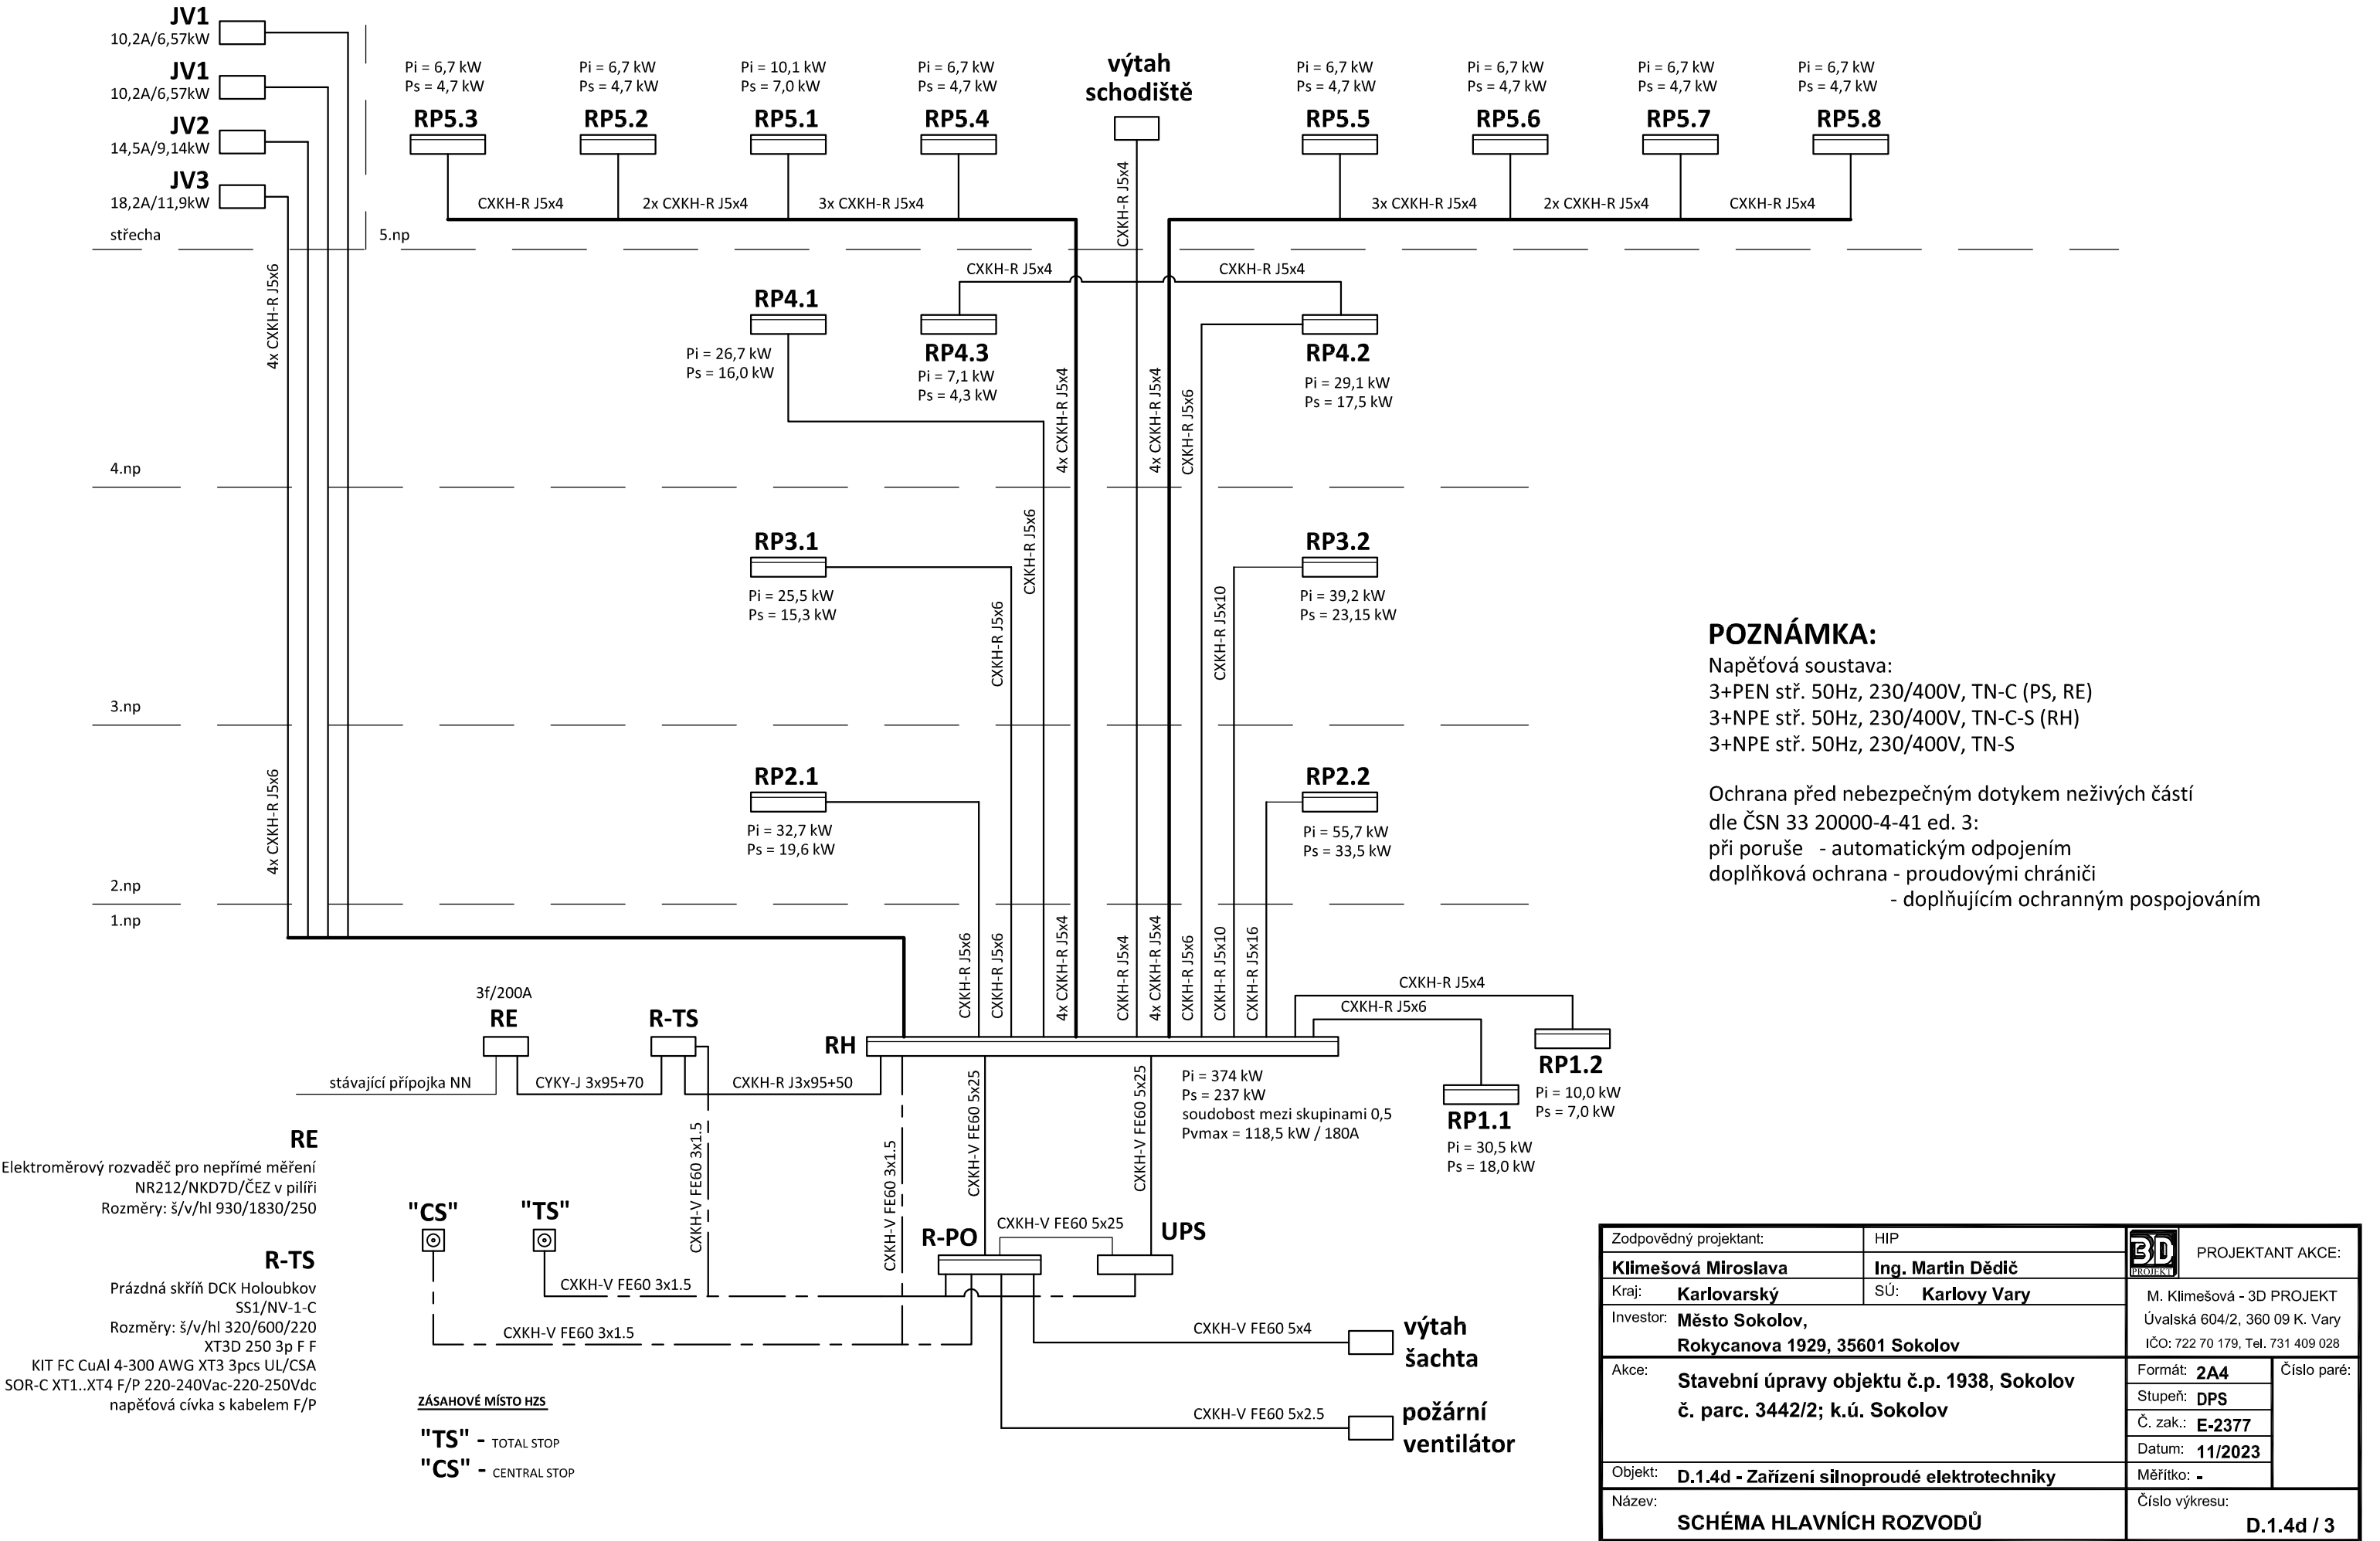 JV1
10,2A/6,57kW
JV1
10,2A/6,57kW
JV2
14,5A/9,14kW
JV3
18,2A/11,9kW
střecha
5.np
Pi = 6,7 kW
Ps = 4,7 kW
RP5.3
Pi = 6,7 kW
Ps = 4,7 kW
RP5.2
Pi = 10,1 kW
Ps = 7,0 kW
RP5.1
Pi = 6,7 kW
Ps = 4,7 kW
RP5.4
výtah
schodiště
Pi = 6,7 kW
Ps = 4,7 kW
RP5.5
Pi = 6,7 kW
Ps = 4,7 kW
RP5.6
Pi = 6,7 kW
Ps = 4,7 kW
RP5.7
Pi = 6,7 kW
Ps = 4,7 kW
RP5.8
CXKH-R J5x4
2x CXKH-R J5x4
3x CXKH-R J5x4
CXKH-R J5x4
3x CXKH-R J5x4
2x CXKH-R J5x4
CXKH-R J5x4
4x CXKH-R J5x6
CXKH-R J5x4
CXKH-R J5x4
RP4.1
Pi = 26,7 kW
Ps = 16,0 kW
RP4.3
Pi = 7,1 kW
Ps = 4,3 kW
RP4.2
Pi = 29,1 kW
Ps = 17,5 kW
4x CXKH-R J5x4
4x CXKH-R J5x4
CXKH-R J5x6
4.np
RP3.1
Pi = 25,5 kW
Ps = 15,3 kW
CXKH-R J5x6
CXKH-R J5x6
RP3.2
Pi = 39,2 kW
Ps = 23,15 kW
CXKH-R J5x10
3.np
4x CXKH-R J5x6
RP2.1
Pi = 32,7 kW
Ps = 19,6 kW
RP2.2
Pi = 55,7 kW
Ps = 33,5 kW
2.np
1.np
CXKH-R J5x6
CXKH-R J5x6
4x CXKH-R J5x4
CXKH-R J5x4
4x CXKH-R J5x4
CXKH-R J5x6
CXKH-R J5x10
CXKH-R J5x16
CXKH-R J5x4
CXKH-R J5x6
POZNÁMKA:
Napěťová soustava:
3+PEN stř. 50Hz, 230/400V, TN-C (PS, RE)
3+NPE stř. 50Hz, 230/400V, TN-C-S (RH)
3+NPE stř. 50Hz, 230/400V, TN-S
Ochrana před nebezpečným dotykem neživých částí
dle ČSN 33 20000-4-41 ed. 3:
při poruše - automatickým odpojením
doplňková ochrana - proudovými chrániči
- doplňujícím ochranným pospojováním
3f/200A
RE
R-TS
RH
stávající přípojka NN
CYKY-J 3x95+70
CXKH-R J3x95+50
Pi = 374 kW
Ps = 237 kW
soudobost mezi skupinami 0,5
Pvmax = 118,5 kW / 180A
RP1.2
Pi = 10,0 kW
Ps = 7,0 kW
RP1.1
Pi = 30,5 kW
Ps = 18,0 kW
CXKH-V FE60 3x1.5
CXKH-V FE60 3x1.5
CXKH-V FE60 5x25
CXKH-V FE60 5x25
RE
Elektroměrový rozvaděč pro nepřímé měření
NR212/NKD7D/ČEZ v pilíři
Rozměry: š/v/hl 930/1830/250
R-TS
Prázdná skříň DCK Holoubkov
SS1/NV-1-C
Rozměry: š/v/hl 320/600/220
XT3D 250 3p F F
KIT FC CuAl 4-300 AWG XT3 3pcs UL/CSA
SOR-C XT1..XT4 F/P 220-240Vac-220-250Vdc
napěťová cívka s kabelem F/P
"CS"
"TS"
R-PO
CXKH-V FE60 5x25
UPS
CXKH-V FE60 3x1.5
CXKH-V FE60 3x1.5
CXKH-V FE60 5x4
výtah
šachta
CXKH-V FE60 5x2.5
požární
ventilátor
ZÁSAHOVÉ MÍSTO HZS
"TS" - TOTAL STOP
"CS" - CENTRAL STOP
Zodpovědný projektant:
HIP
Klimešová Miroslava
Ing. Martin Dědič
Kraj: Karlovarský
SÚ: Karlovy Vary
Investor: Město Sokolov,
Rokycanova 1929, 35601 Sokolov
3D
PROJEKT
PROJEKTANT AKCE:
M. Klimešová - 3D PROJEKT
Úvalská 604/2, 360 09 K. Vary
IČO: 722 70 179, Tel. 731 409 028
Akce: Stavební úpravy objektu č.p. 1938, Sokolov
č. parc. 3442/2; k.ú. Sokolov
Formát: 2A4
Číslo paré:
Stupeň: DPS
Č. zak.: E-2377
Datum: 11/2023
Měřítko: -
Objekt: D.1.4d - Zařízení silnoproudé elektrotechniky
Název:
SCHÉMA HLAVNÍCH ROZVODŮ
Číslo výkresu:
D.1.4d / 3